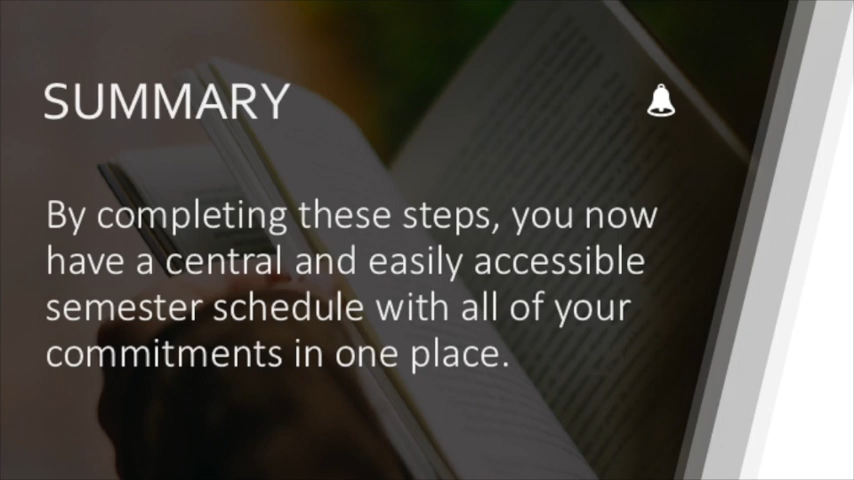 SUMMARY
By completing these steps, you now
have a central and easily accessible
semester schedule with all of your
commitments in one place.